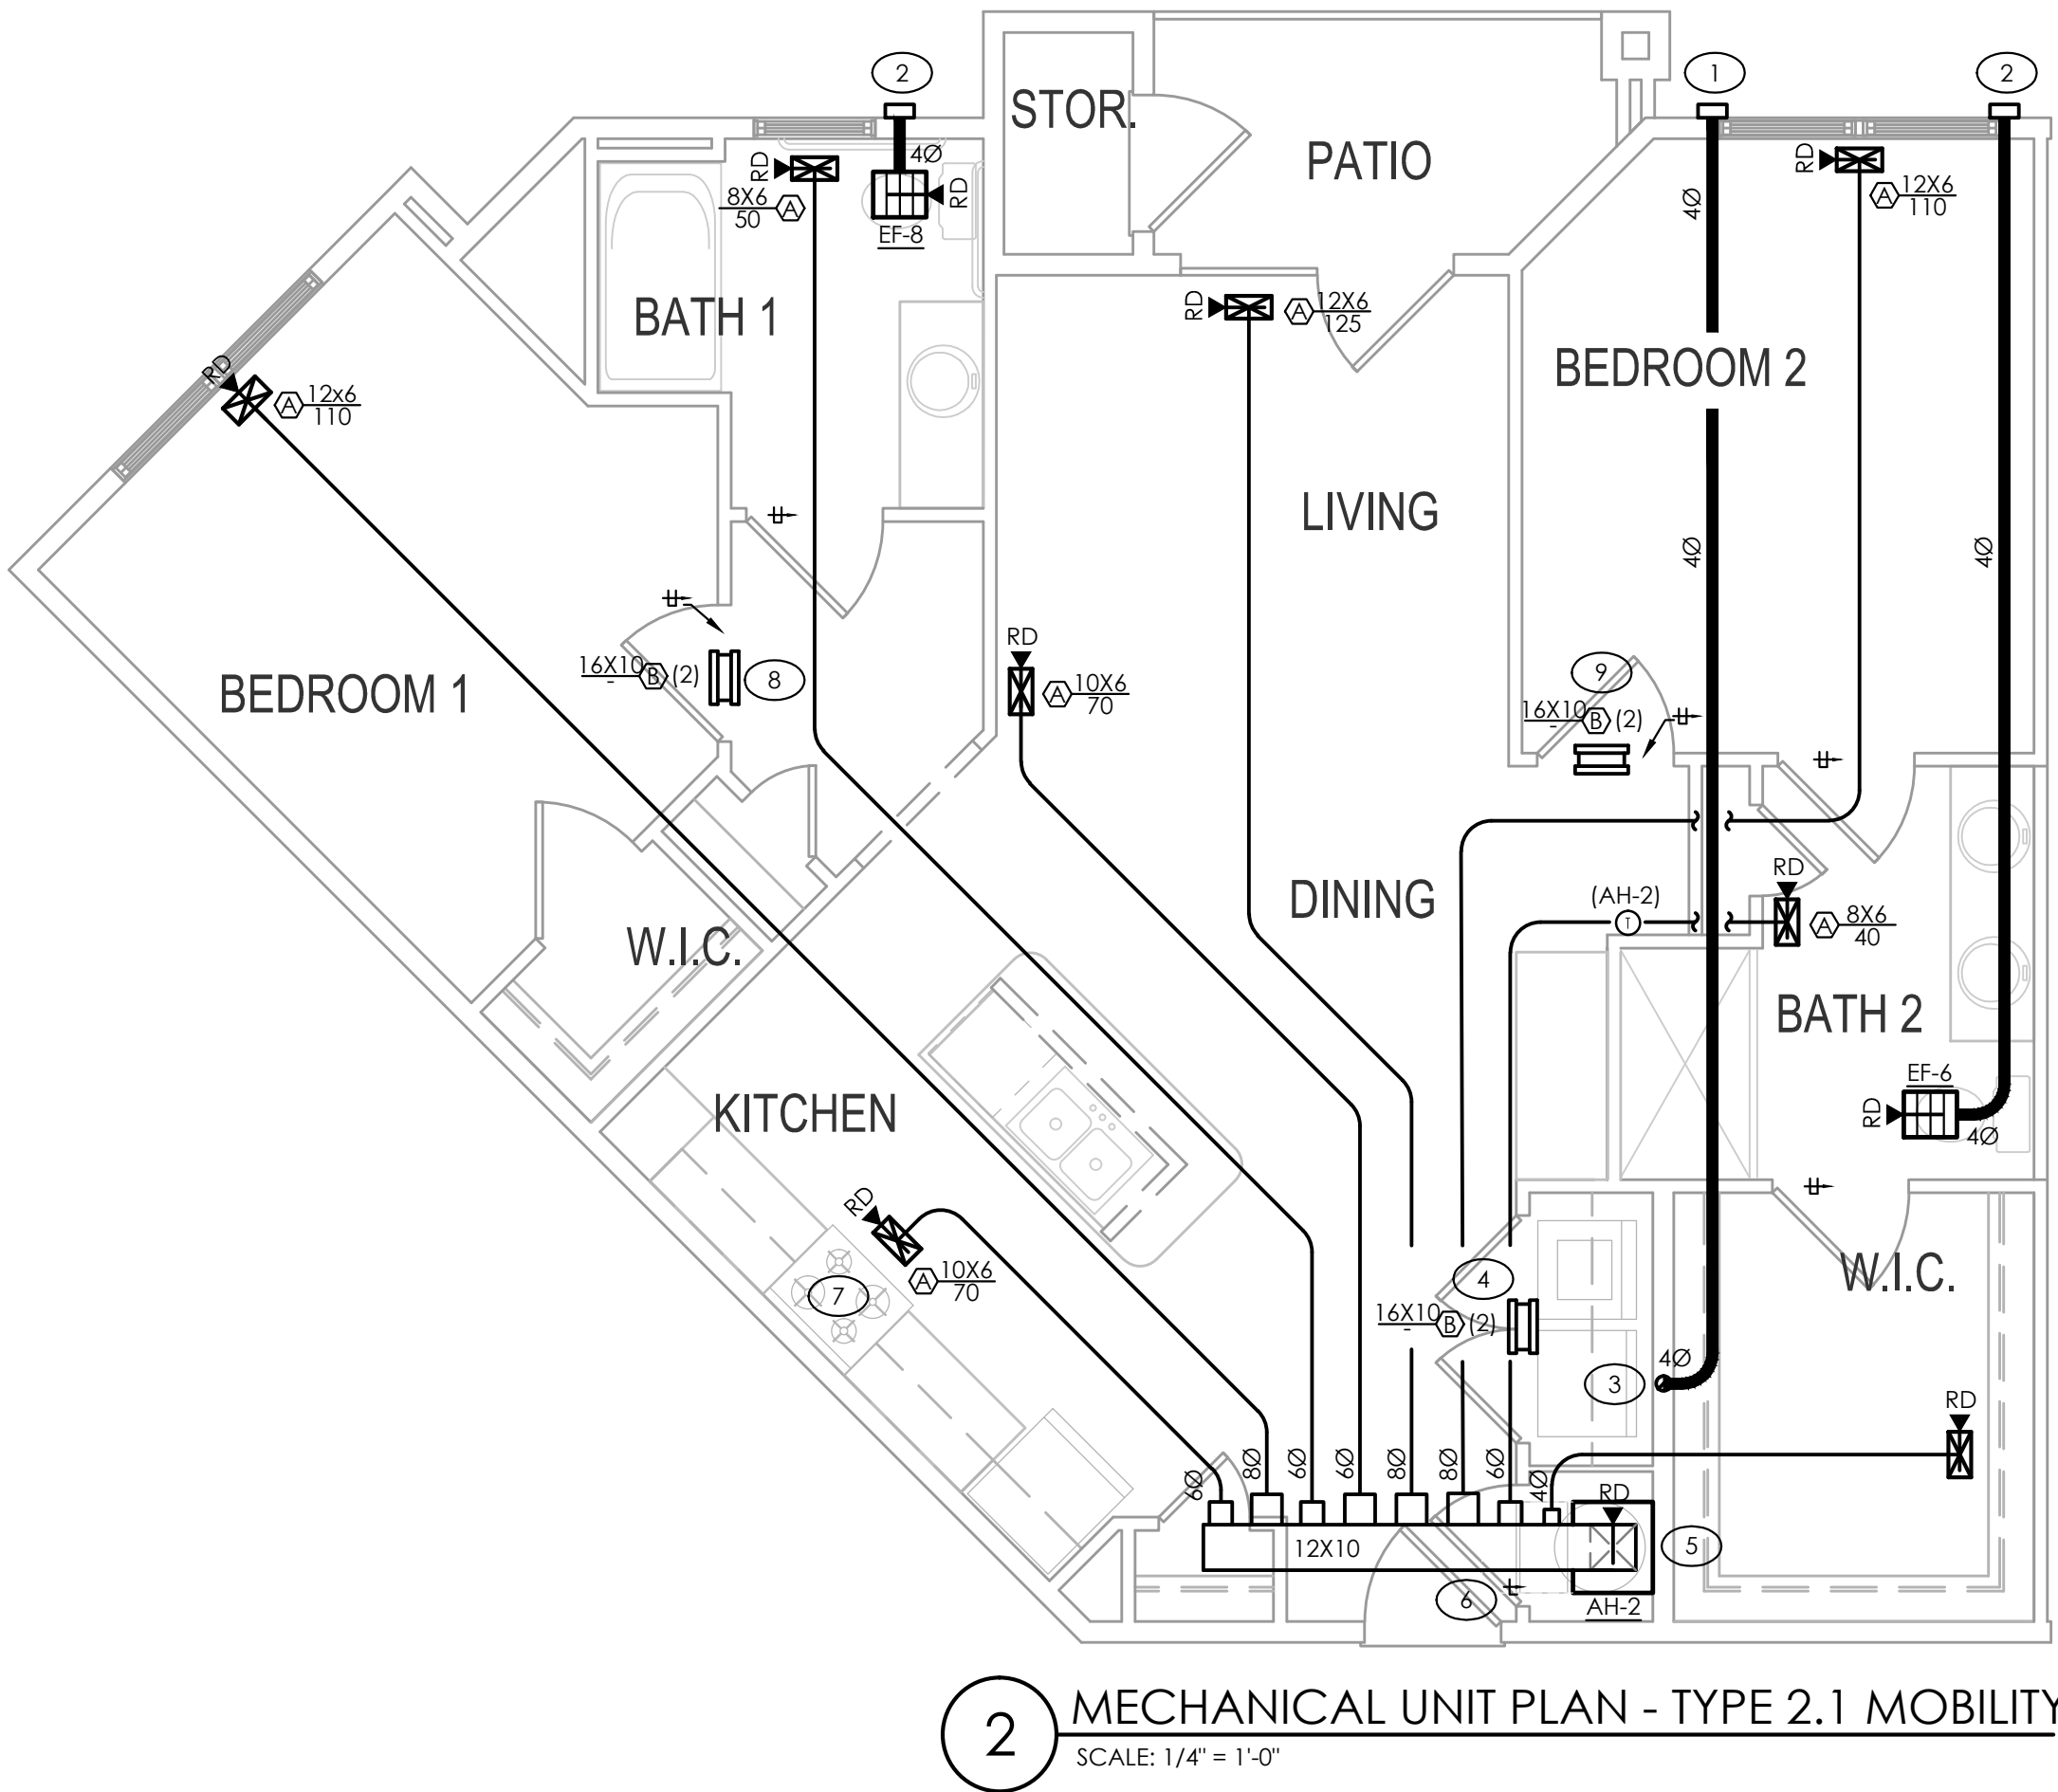 2
1
2
STOR.
PATIO
RD
4Ø
RD
8X6
50
A
EF-8
4Ø
RD
A
12X6
110
BATH 1
RD
A
12X6
125
BEDROOM 2
RD
A
12x6
110
LIVING
4Ø
4Ø
BEDROOM 1
16X10
-
B
(2)
8
RD
A
10X6
70
9
16X10
-
B
(2)
DINING
(AH-2)
T
RD
A
8X6
40
W.I.C.
BATH 2
KITCHEN
EF-6
RD
4Ø
RD
A
10X6
70
7
4
16X10
-
B
(2)
W.I.C.
3
4Ø
RD
6Ø
8Ø
6Ø
6Ø
8Ø
8Ø
6Ø
4Ø
RD
12X10
5
6
AH-2
2
MECHANICAL UNIT PLAN - TYPE 2.1 MOBILITY
SCALE: 1/4" = 1'-0"